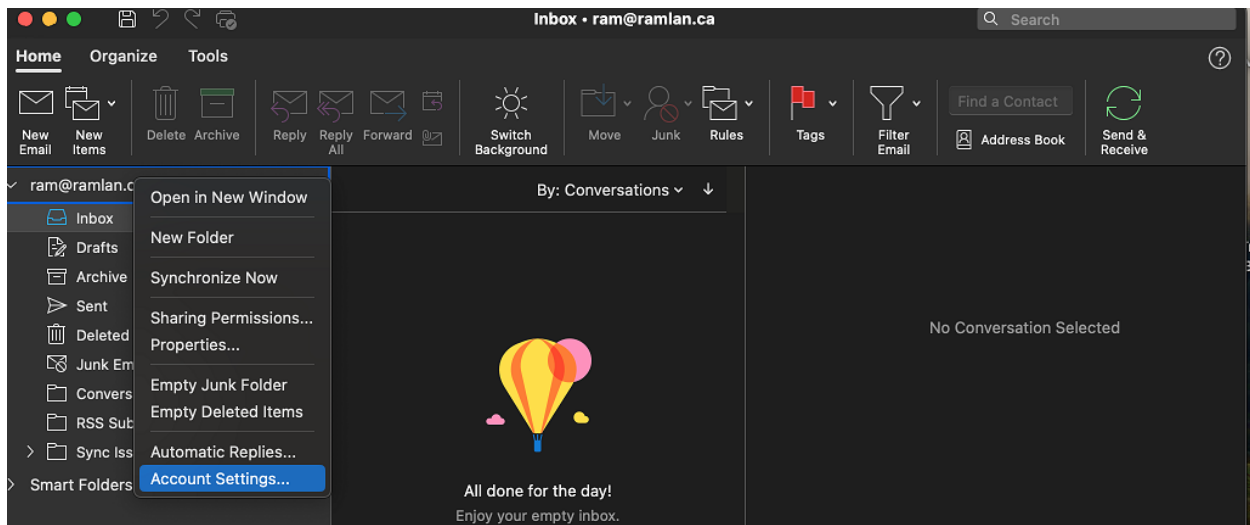 Inbox • ram@ramlan.ca
Search
Home Organize Tools
New Email
New Items
Delete
Archive
Reply
Reply All
Forward
Switch Background
Move
Junk
Rules
Tags
Filter Email
Find a Contact
Address Book
Send & Receive
ram@ramlan.c
Inbox
Drafts
Archive
Sent
Deleted
Junk Em
Convers
RSS Sub
Sync Iss
Smart Folders
Open in New Window
New Folder
Synchronize Now
Sharing Permissions...
Properties...
Empty Junk Folder
Empty Deleted Items
Automatic Replies...
Account Settings...
By: Conversations
All done for the day!
Enjoy your empty inbox.
No Conversation Selected